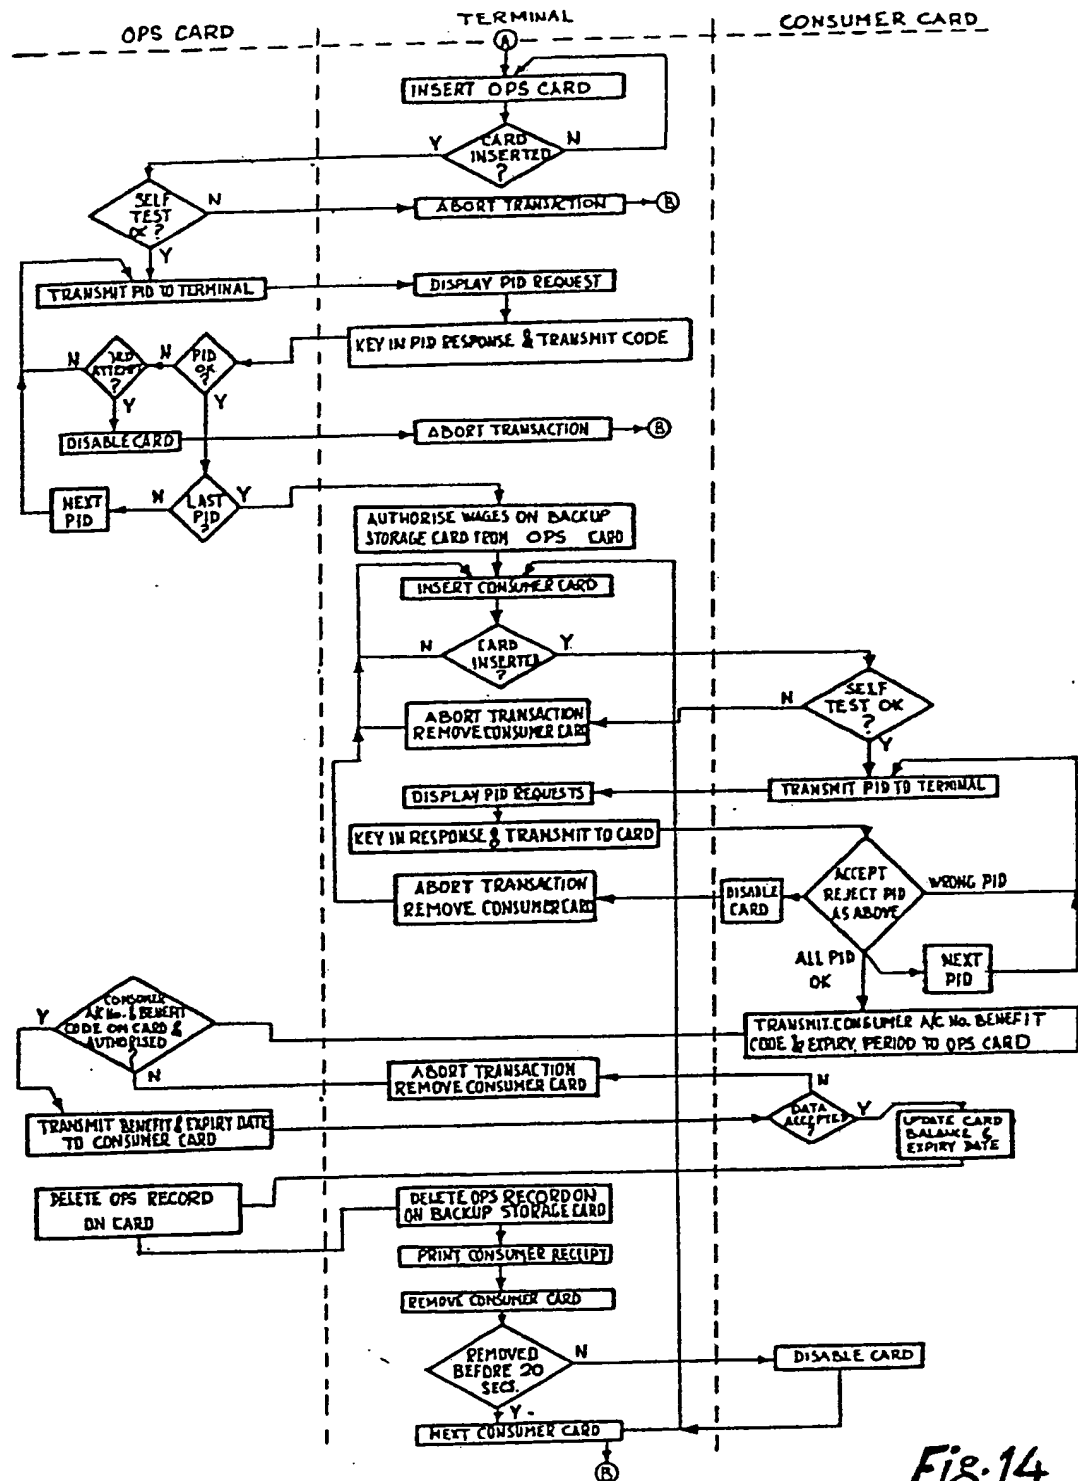 OPS CARD
TERMINAL
CONSUMER CARD
A
INSERT OPS CARD
CARD
INSERTED
?
Y
N
SELF
TEST
OK ?
N
Y
ABORT TRANSACTION
B
TRANSMIT PID TO TERMINAL
DISPLAY PID REQUEST
KEY IN PID RESPONSE & TRANSMIT CODE
N
3RD
ATTEMPT
?
Y
N
PID
OK
?
Y
DISABLE CARD
ABORT TRANSACTION
B
NEXT
PID
N
LAST
PID
?
Y
AUTHORISE WAGES ON BACKUP
STORAGE CARD FROM OPS CARD
INSERT CONSUMER CARD
N
CARD
INSERTED
?
Y
N
SELF
TEST OK
?
Y
ABORT TRANSACTION
REMOVE CONSUMER CARD
TRANSMIT PID TO TERMINAL
DISPLAY PID REQUESTS
KEY IN RESPONSE & TRANSMIT TO CARD
ABORT TRANSACTION
REMOVE CONSUMER CARD
DISABLE
CARD
ACCEPT
REJECT PID
AS ABOVE
WRONG PID
ALL PID
OK
NEXT
PID
Y
CONSUMER
A/C No. & BENEFIT
CODE ON CARD &
AUTHORISED
?
N
TRANSMIT CONSUMER A/C No. BENEFIT
CODE & EXPIRY PERIOD TO OPS CARD
ABORT TRANSACTION
REMOVE CONSUMER CARD
N
TRANSMIT BENEFIT & EXPIRY DATE
TO CONSUMER CARD
DATA
ACCEPTED
?
Y
UPDATE CARD
BALANCE &
EXPIRY DATE
DELETE OPS RECORD
ON CARD
DELETE OPS RECORD ON
ON BACKUP STORAGE CARD
PRINT CONSUMER RECEIPT
REMOVE CONSUMER CARD
REMOVED
BEFORE 20
SECS.
N
Y
DISABLE CARD
NEXT CONSUMER CARD
B
Fig. 14